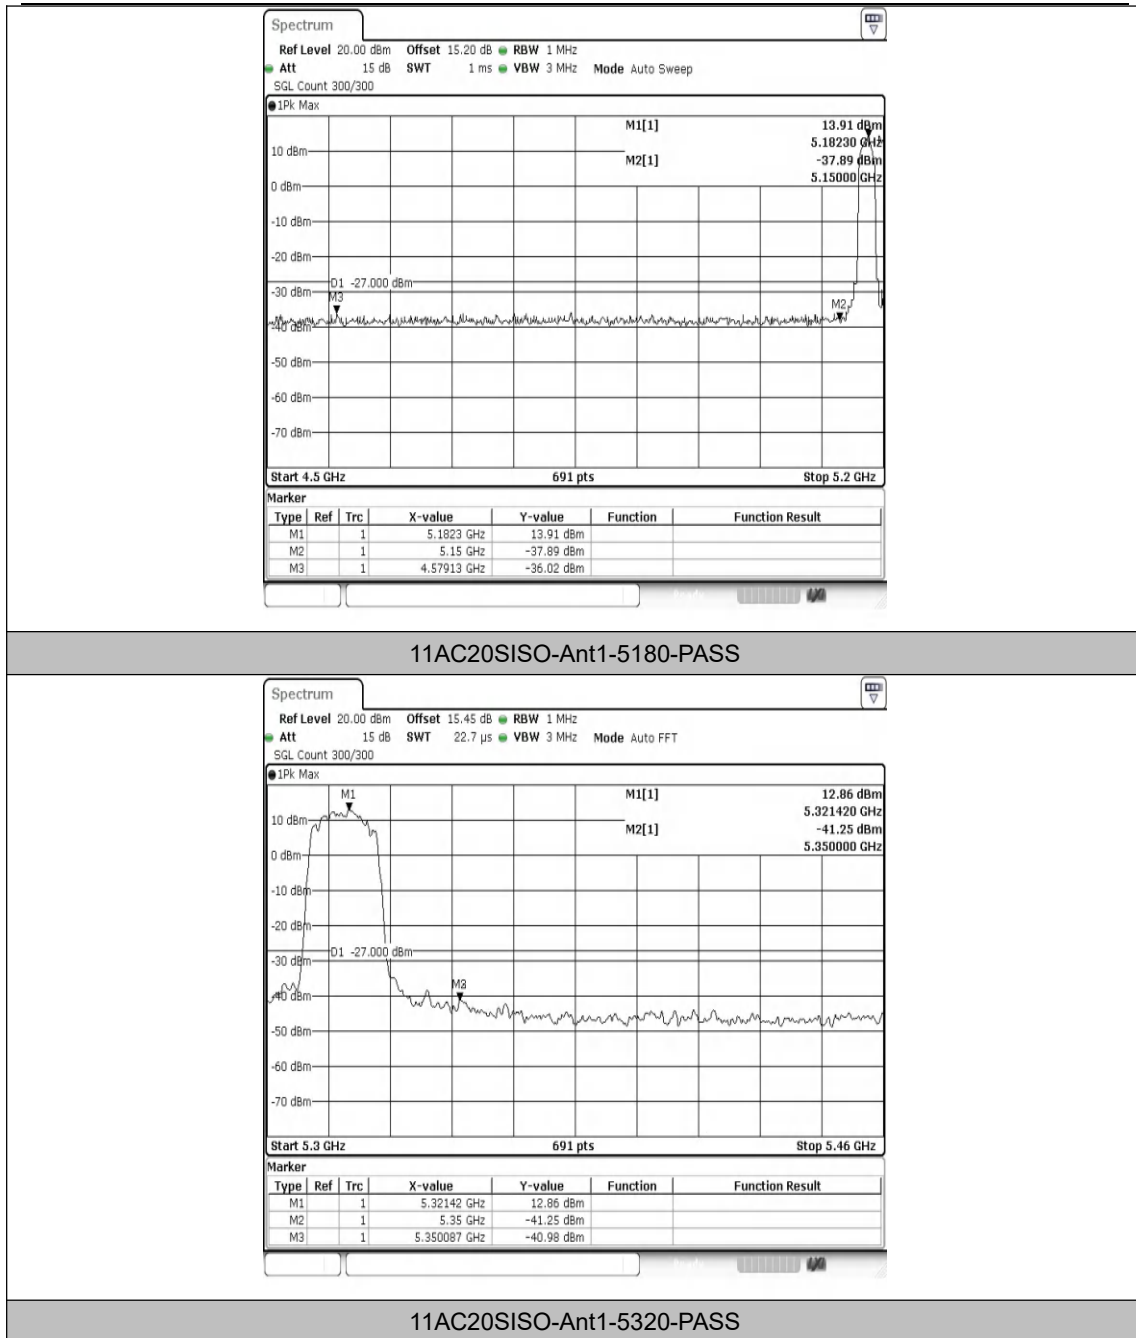 Spectrum
Ref Level 20.00 dBm Offset 15.20 dB RBW 1 MHz
Att 15 dB SWT 1 ms VBW 3 MHz Mode Auto Sweep
SGL Count 300/300
1Pk Max
M1[1] 13.91 dBm
5.18230 GHz
10 dBm
M2[1] -37.89 dBm
5.15000 GHz
0 dBm
-10 dBm
-20 dBm
D1 -27.000 dBm
-30 dBm
M3
M2
-40 dBm
-50 dBm
-60 dBm
-70 dBm
Start 4.5 GHz 691 pts Stop 5.2 GHz
Marker
Type Ref Trc X-value Y-value Function Function Result
M1 1 5.1823 GHz 13.91 dBm
M2 1 5.15 GHz -37.89 dBm
M3 1 4.57913 GHz -36.02 dBm
11AC20SISO-Ant1-5180-PASS
Spectrum
Ref Level 20.00 dBm Offset 15.45 dB RBW 1 MHz
Att 15 dB SWT 22.7 µs VBW 3 MHz Mode Auto FFT
SGL Count 300/300
1Pk Max
M1
M1[1] 12.86 dBm
5.321420 GHz
10 dBm
M2[1] -41.25 dBm
5.350000 GHz
0 dBm
-10 dBm
-20 dBm
D1 -27.000 dBm
-30 dBm
-40 dBm
-50 dBm
-60 dBm
-70 dBm
Start 5.3 GHz 691 pts Stop 5.46 GHz
Marker
Type Ref Trc X-value Y-value Function Function Result
M1 1 5.32142 GHz 12.86 dBm
M2 1 5.35 GHz -41.25 dBm
M3 1 5.350087 GHz -40.98 dBm
11AC20SISO-Ant1-5320-PASS